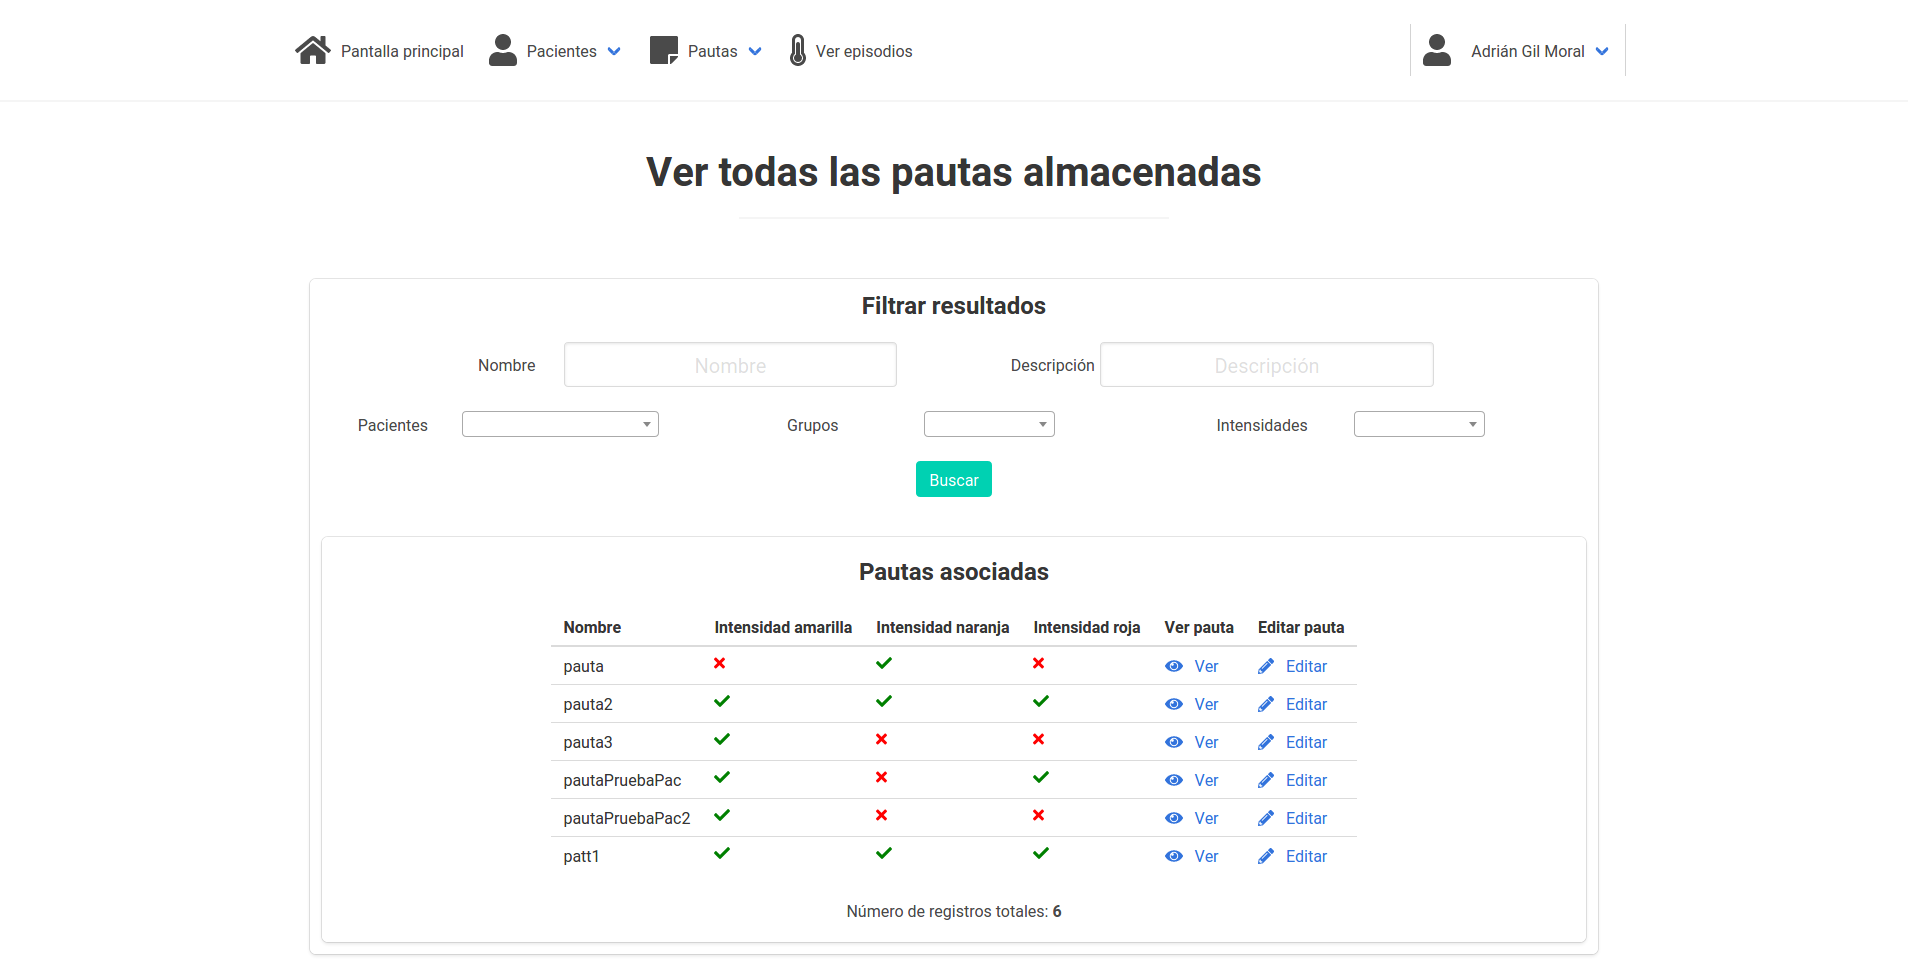 Pantalla principal Pacientes Pautas Ver episodios Adrián Gil Moral
Ver todas las pautas almacenadas
Filtrar resultados
Nombre Nombre Descripción Descripción
Pacientes Grupos Intensidades
Buscar
Pautas asociadas
Nombre Intensidad amarilla Intensidad naranja Intensidad roja Ver pauta Editar pauta
pauta Ver Editar
pauta2 Ver Editar
pauta3 Ver Editar
pautaPruebaPac Ver Editar
pautaPruebaPac2 Ver Editar
patt1 Ver Editar
Número de registros totales: 6